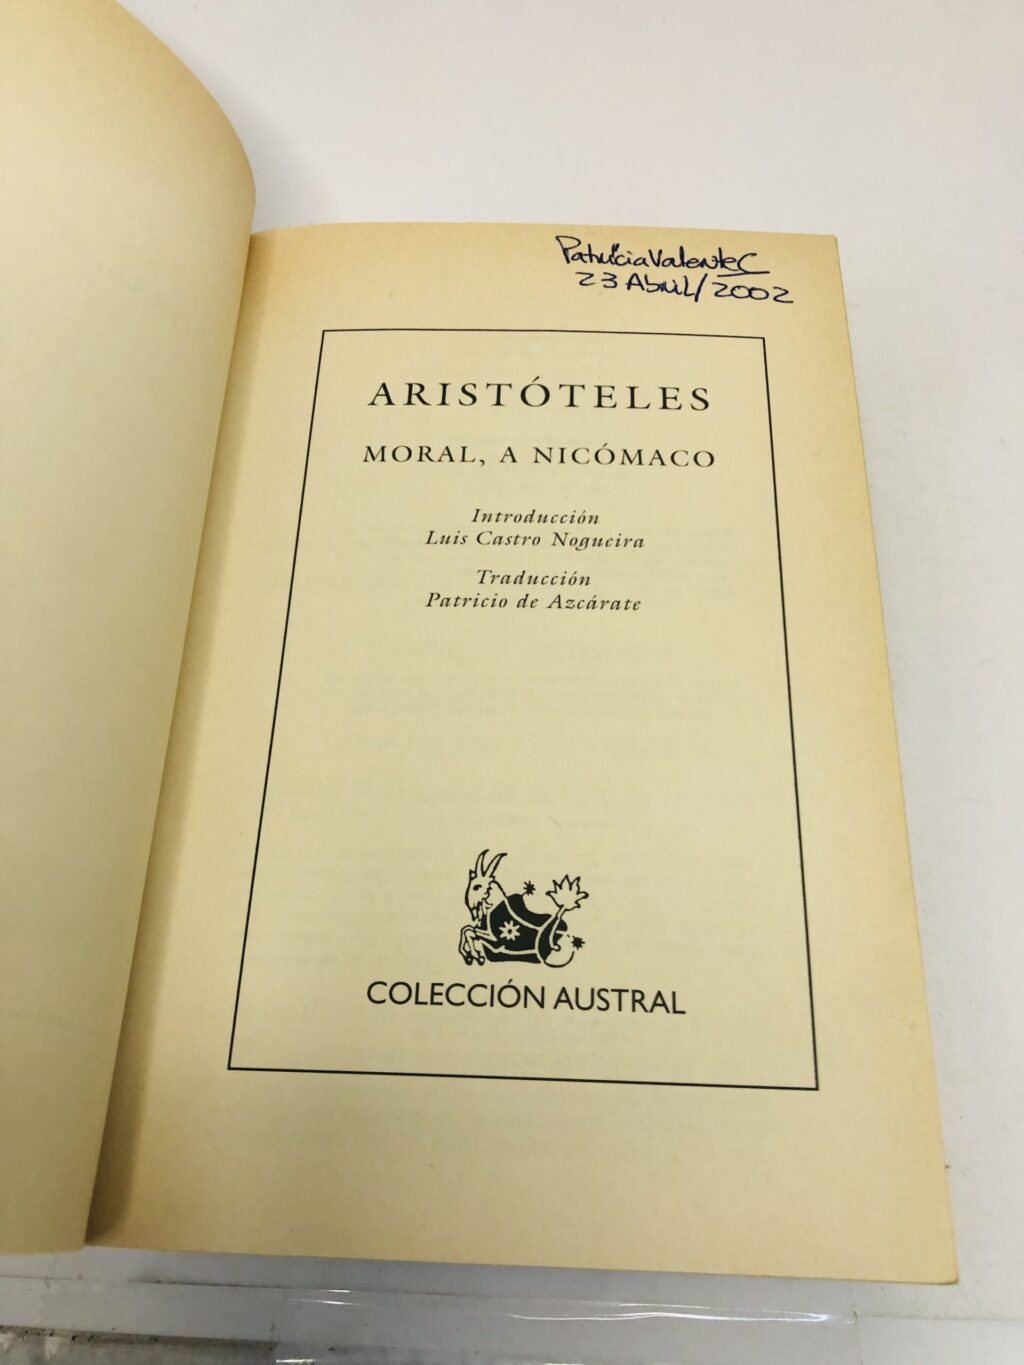 Patricia Valente C
23 Abril/2002
ARISTÓTELES
MORAL, A NICÓMACO
Introducción
Luis Castro Nogueira
Traducción
Patricio de Azcárate
COLECCIÓN AUSTRAL